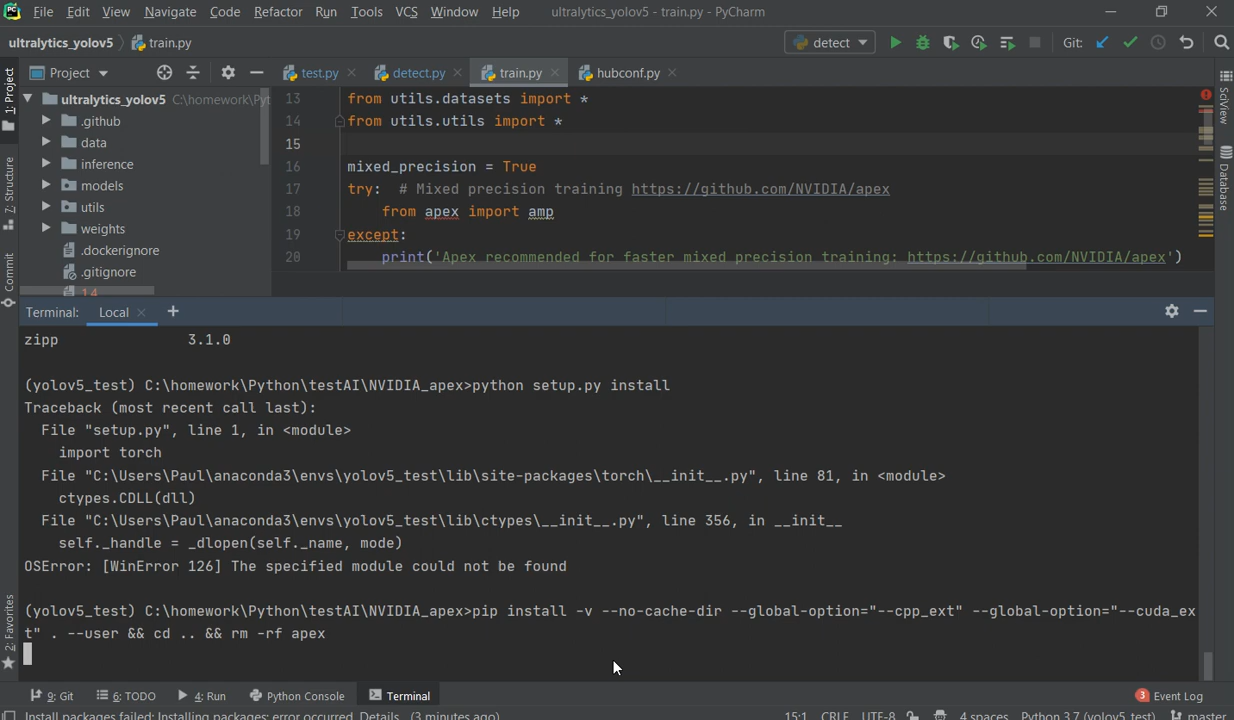 File Edit View Navigate Code Refactor Run Tools VCS Window Help ultralytics_yolov5 - train.py - PyCharm
ultralytics_yolov5 train.py detect Git:
1: Project
Project
test.py detect.py train.py hubconf.py
ultralytics_yolov5 C:\homework\Pyt
.github
data
inference
models
utils
weights
.dockerignore
.gitignore
13 from utils.datasets import *
14 from utils.utils import *
15
16 mixed_precision = True
17 try: # Mixed precision training https://github.com/NVIDIA/apex
18 from apex import amp
19 except:
20 print('Apex recommended for faster mixed precision training: https://github.com/NVIDIA/apex')
SciView
Database
7: Structure
Commit
2: Favorites
Terminal: Local +
zipp 3.1.0
(yolov5_test) C:\homework\Python\testAI\NVIDIA_apex>python setup.py install
Traceback (most recent call last):
File "setup.py", line 1, in <module>
import torch
File "C:\Users\Paul\anaconda3\envs\yolov5_test\lib\site-packages\torch\__init__.py", line 81, in <module>
ctypes.CDLL(dll)
File "C:\Users\Paul\anaconda3\envs\yolov5_test\lib\ctypes\__init__.py", line 356, in __init__
self._handle = _dlopen(self._name, mode)
OSError: [WinError 126] The specified module could not be found
(yolov5_test) C:\homework\Python\testAI\NVIDIA_apex>pip install -v --no-cache-dir --global-option="--cpp_ext" --global-option="--cuda_ex
t" . --user && cd .. && rm -rf apex
9: Git 6: TODO 4: Run Python Console Terminal 3 Event Log
Install packages failed: Installing packages: error occurred. Details... (3 minutes ago) 15:1 CRLF UTF-8 4 spaces Python 3.7 (yolov5_test) master